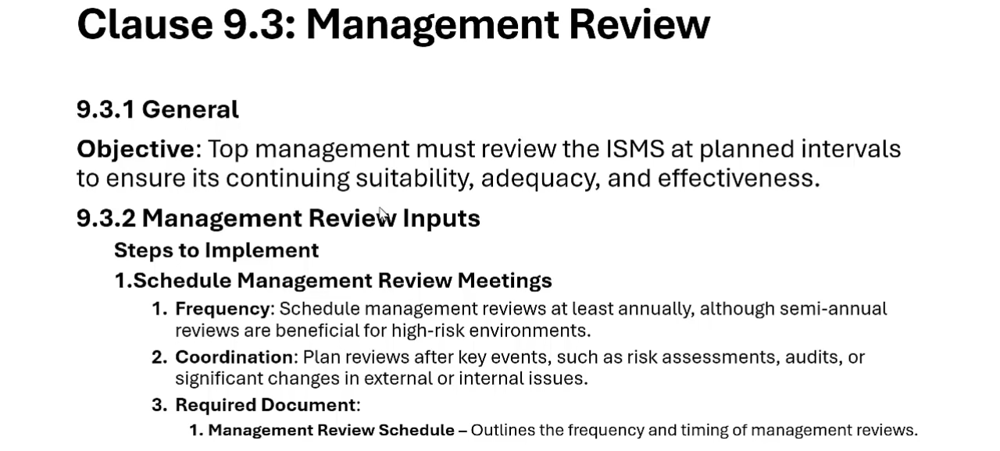 Clause 9.3: Management Review
9.3.1 General
Objective: Top management must review the ISMS at planned intervals
to ensure its continuing suitability, adequacy, and effectiveness.
9.3.2 Management Review Inputs
Steps to Implement
1.Schedule Management Review Meetings
1. Frequency: Schedule management reviews at least annually, although semi-annual
reviews are beneficial for high-risk environments.
2. Coordination: Plan reviews after key events, such as risk assessments, audits, or
significant changes in external or internal issues.
3. Required Document:
1. Management Review Schedule – Outlines the frequency and timing of management reviews.